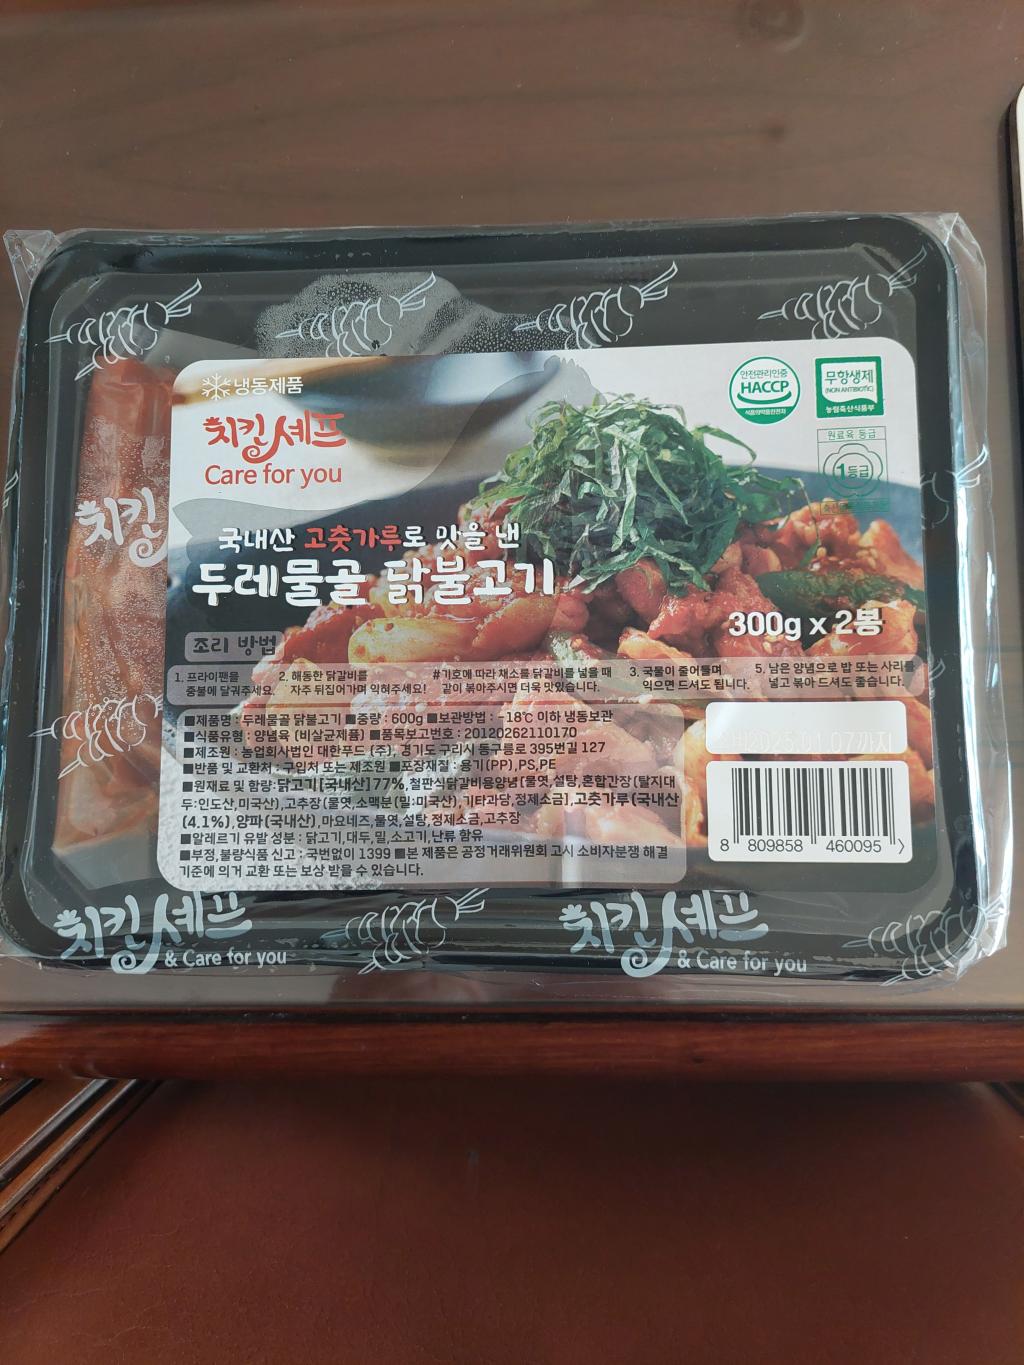 냉동제품
치킨셰프
Care for you
안전관리인증
HACCP
식품의약품안전처
무항생제
(NON ANTIBIOTIC)
농림축산식품부
원료육 등급
1등급
치킨
국내산 고춧가루로 맛을 낸
두레물골 닭불고기
300g x 2봉
조리 방법
1. 프라이팬을 중불에 달궈주세요.
2. 해동한 닭갈비를 자주 뒤집어가며 익혀주세요!
#기호에 따라 채소를 닭갈비를 넣을 때 같이 볶아주시면 더욱 맛있습니다.
3. 국물이 줄어들며 익으면 드셔도 됩니다.
5. 남은 양념으로 밥 또는 사리를 넣고 볶아 드셔도 좋습니다.
■제품명 : 두레물골 닭불고기 ■중량 : 600g ■보관방법 : -18℃ 이하 냉동보관
■식품유형 : 양념육 (비살균제품) ■품목보고번호 : 20120262110170
■제조원 : 농업회사법인 대한푸드 (주), 경기도 구리시 동구릉로 395번길 127
■반품 및 교환처 : 구입처 또는 제조원 ■포장재질 : 용기(PP),PS,PE
■원재료 및 함량:닭고기[국내산]77%,철판식닭갈비용양념(물엿,설탕,혼합간장(탈지대
두:인도산,미국산),고추장(물엿,소맥분(밀:미국산),기타과당,정제소금],고춧가루(국내산
(4.1%),양파(국내산),마요네즈,물엿,설탕,정제소금,고추장
■알레르기 유발 성분 : 닭고기,대두,밀,소고기,난류 함유
■부정,불량식품 신고 : 국번없이 1399 ■본 제품은 공정거래위원회 고시 소비자분쟁 해결
기준에 의거 교환 또는 보상 받을 수 있습니다.
2025.01.07까지
8 809858 460095
치킨셰프
& Care for you
치킨셰프
& Care for you